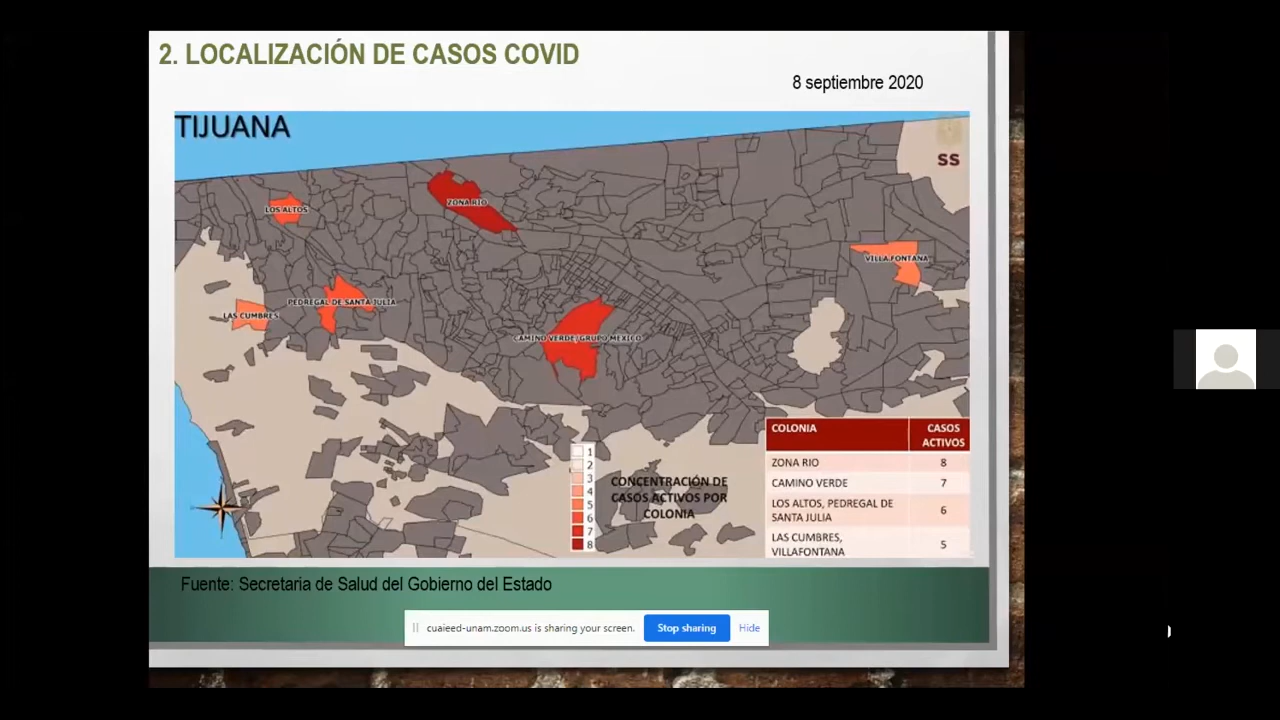 2. LOCALIZACIÓN DE CASOS COVID
8 septiembre 2020
TIJUANA
SS
ZONA RIO
LOS ALTOS
VILLA FONTANA
PEDREGAL DE SANTA JULIA
LAS CUMBRES
CAMINO VERDE/GRUPO MEXICO
1
2
3
4
5
6
7
8
CONCENTRACIÓN DE
CASOS ACTIVOS POR
COLONIA
COLONIA CASOS
ACTIVOS
ZONA RIO 8
CAMINO VERDE 7
LOS ALTOS, PEDREGAL DE
SANTA JULIA 6
LAS CUMBRES,
VILLAFONTANA 5
Fuente: Secretaria de Salud del Gobierno del Estado
cuaieed-unam.zoom.us is sharing your screen. Stop sharing Hide